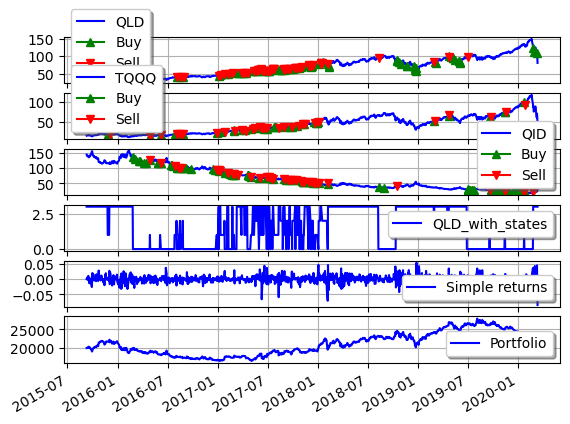 QLD
Buy
Sell
150
100
50
TQQQ
Buy
Sell
100
50
QID
Buy
Sell
150
100
50
QLD_with_states
2.5
0.0
Simple returns
0.05
0.00
−0.05
Portfolio
25000
20000
2015-07
2016-01
2016-07
2017-01
2017-07
2018-01
2018-07
2019-01
2019-07
2020-01